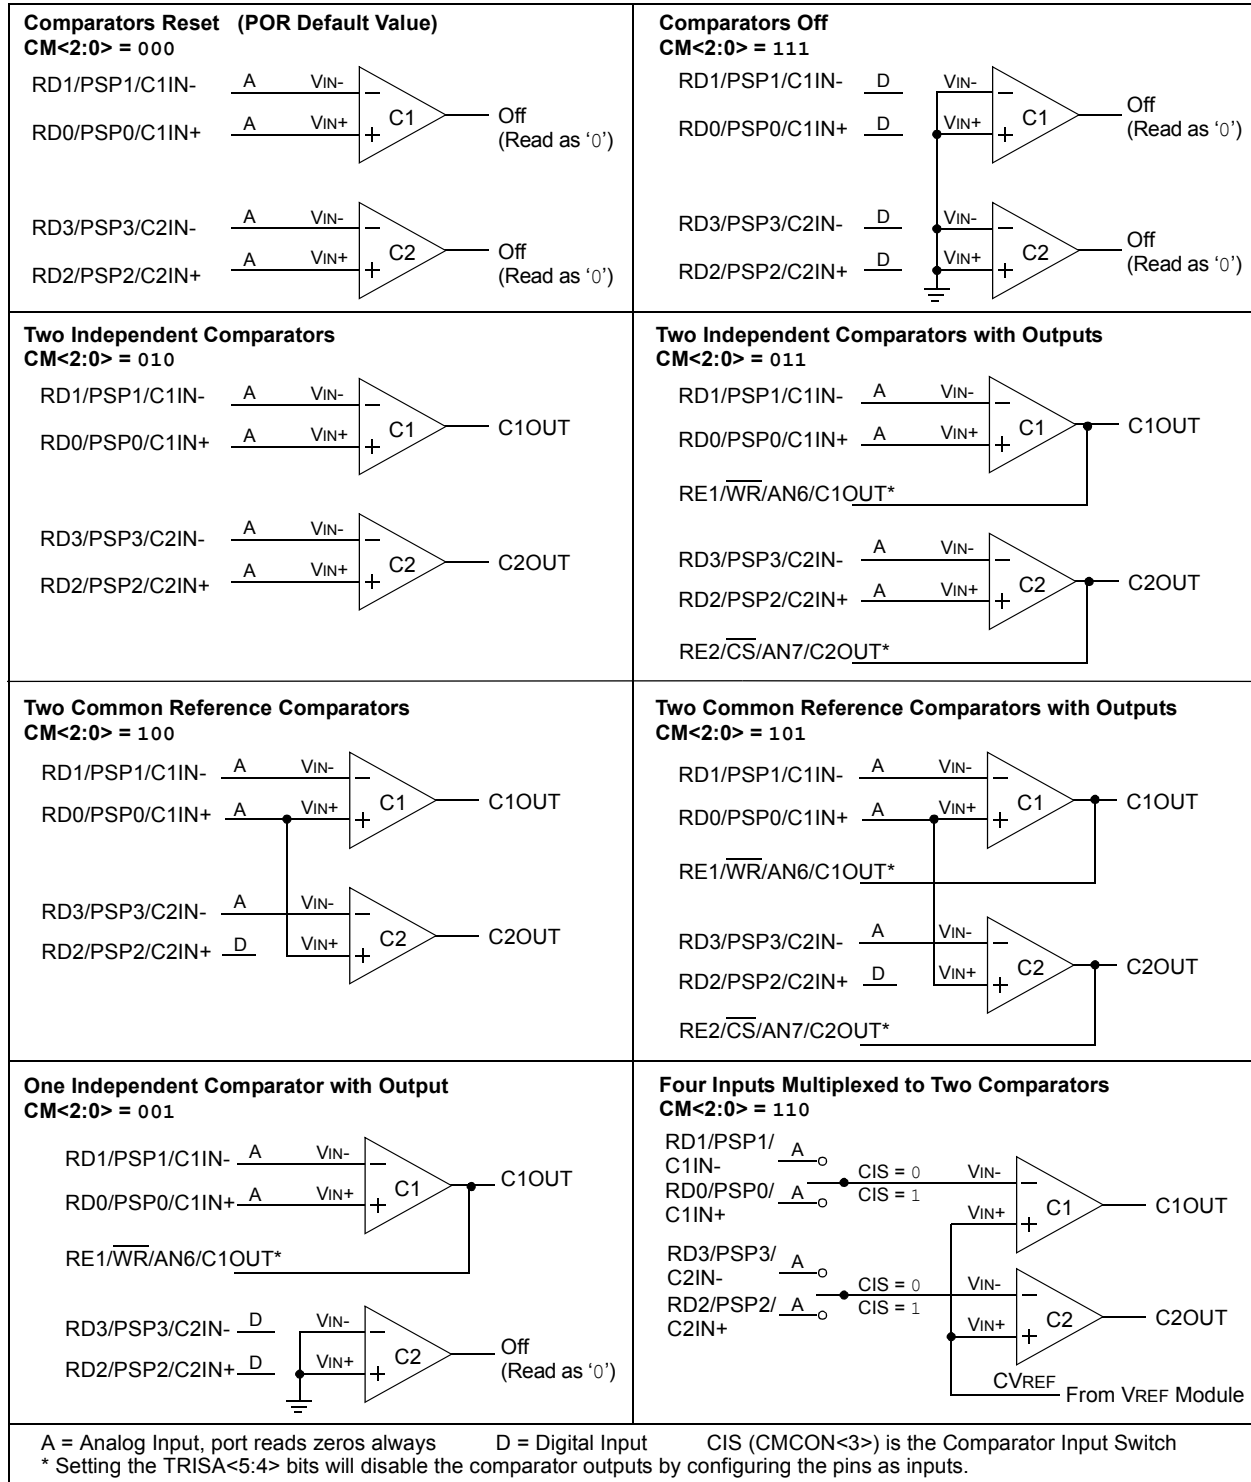 Comparators Reset (POR Default Value)
CM<2:0> = 000
RD1/PSP1/C1IN- A VIN- −
RD0/PSP0/C1IN+ A VIN+ +
C1
Off
(Read as ‘0’)
RD3/PSP3/C2IN- A VIN- −
RD2/PSP2/C2IN+ A VIN+ +
C2
Off
(Read as ‘0’)
Comparators Off
CM<2:0> = 111
RD1/PSP1/C1IN- D VIN- −
RD0/PSP0/C1IN+ D VIN+ +
C1
Off
(Read as ‘0’)
RD3/PSP3/C2IN- D VIN- −
RD2/PSP2/C2IN+ D VIN+ +
C2
Off
(Read as ‘0’)
Two Independent Comparators
CM<2:0> = 010
RD1/PSP1/C1IN- A VIN- −
RD0/PSP0/C1IN+ A VIN+ +
C1
C1OUT
RD3/PSP3/C2IN- A VIN- −
RD2/PSP2/C2IN+ A VIN+ +
C2
C2OUT
Two Independent Comparators with Outputs
CM<2:0> = 011
RD1/PSP1/C1IN- A VIN- −
RD0/PSP0/C1IN+ A VIN+ +
C1
C1OUT
RE1/W̅R̅/AN6/C1OUT*
RD3/PSP3/C2IN- A VIN- −
RD2/PSP2/C2IN+ A VIN+ +
C2
C2OUT
RE2/C̅S̅/AN7/C2OUT*
Two Common Reference Comparators
CM<2:0> = 100
RD1/PSP1/C1IN- A VIN- −
RD0/PSP0/C1IN+ A VIN+ +
C1
C1OUT
RD3/PSP3/C2IN- A VIN- −
RD2/PSP2/C2IN+ D VIN+ +
C2
C2OUT
Two Common Reference Comparators with Outputs
CM<2:0> = 101
RD1/PSP1/C1IN- A VIN- −
RD0/PSP0/C1IN+ A VIN+ +
C1
C1OUT
RE1/W̅R̅/AN6/C1OUT*
RD3/PSP3/C2IN- A VIN- −
RD2/PSP2/C2IN+ D VIN+ +
C2
C2OUT
RE2/C̅S̅/AN7/C2OUT*
One Independent Comparator with Output
CM<2:0> = 001
RD1/PSP1/C1IN- A VIN- −
RD0/PSP0/C1IN+ A VIN+ +
C1
C1OUT
RE1/W̅R̅/AN6/C1OUT*
RD3/PSP3/C2IN- D VIN- −
RD2/PSP2/C2IN+ D VIN+ +
C2
Off
(Read as ‘0’)
Four Inputs Multiplexed to Two Comparators
CM<2:0> = 110
RD1/PSP1/
C1IN-
A
RD0/PSP0/
C1IN+
A
CIS = 0
CIS = 1
VIN- −
VIN+ +
C1
C1OUT
RD3/PSP3/
C2IN-
A
RD2/PSP2/
C2IN+
A
CIS = 0
CIS = 1
VIN- −
VIN+ +
C2
C2OUT
CVREF
From VREF Module
A = Analog Input, port reads zeros always D = Digital Input CIS (CMCON<3>) is the Comparator Input Switch
* Setting the TRISA<5:4> bits will disable the comparator outputs by configuring the pins as inputs.